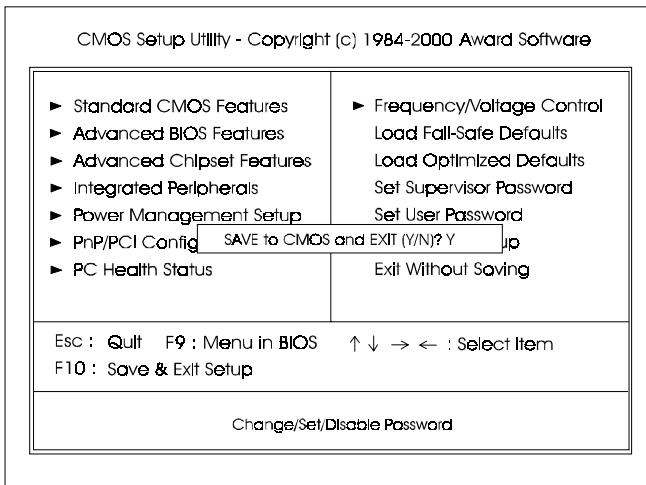 CMOS Setup Utility - Copyright (c) 1984-2000 Award Software
► Standard CMOS Features
► Advanced BIOS Features
► Advanced Chipset Features
► Integrated Peripherals
► Power Management Setup
► PnP/PCI Config
► PC Health Status
► Frequency/Voltage Control
Load Fail-Safe Defaults
Load Optimized Defaults
Set Supervisor Password
Set User Password
up
Exit Without Saving
SAVE to CMOS and EXIT (Y/N)? Y
Esc : Quit F9 : Menu in BIOS ↑ ↓ → ← : Select Item
F10 : Save & Exit Setup
Change/Set/Disable Password